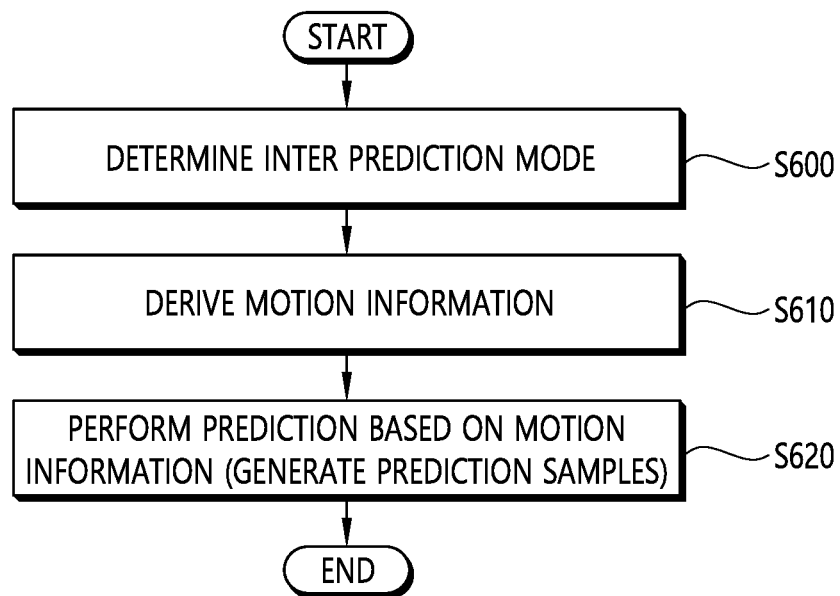 START
DETERMINE INTER PREDICTION MODE
S600
DERIVE MOTION INFORMATION
S610
PERFORM PREDICTION BASED ON MOTION
INFORMATION (GENERATE PREDICTION SAMPLES)
S620
END